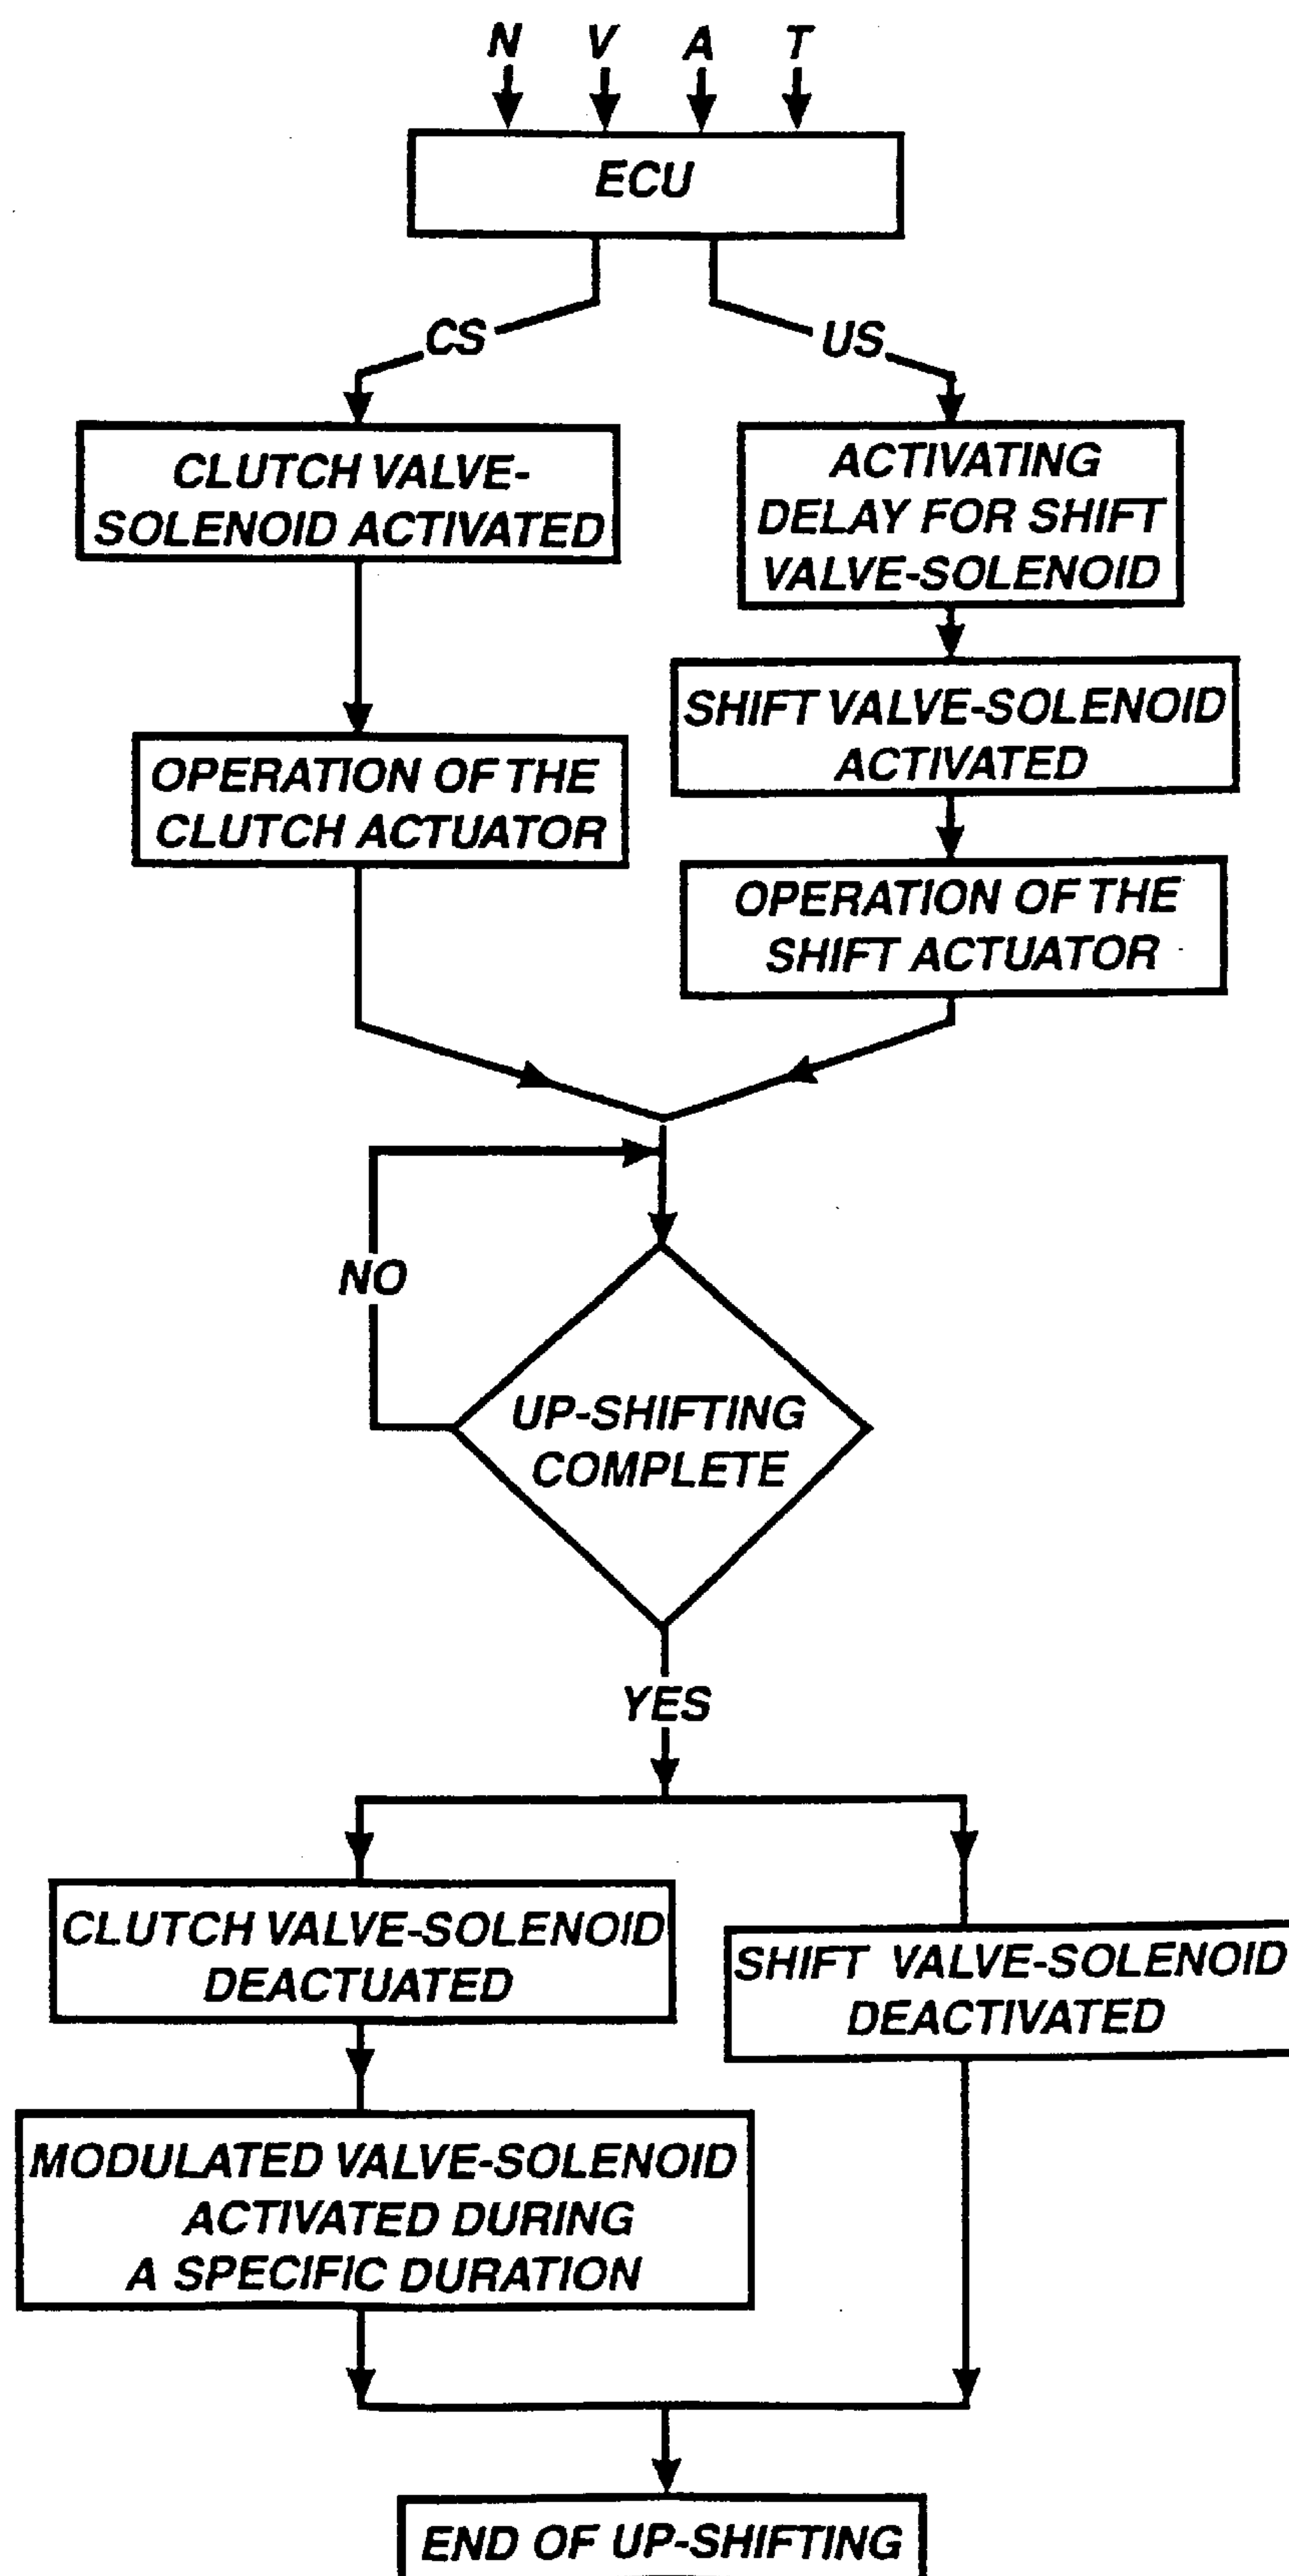 N V A T
ECU
CS
US
CLUTCH VALVE-
SOLENOID ACTIVATED
ACTIVATING
DELAY FOR SHIFT
VALVE-SOLENOID
SHIFT VALVE-SOLENOID
ACTIVATED
OPERATION OF THE
CLUTCH ACTUATOR
OPERATION OF THE
SHIFT ACTUATOR
NO
UP-SHIFTING
COMPLETE
YES
CLUTCH VALVE-SOLENOID
DEACTUATED
SHIFT VALVE-SOLENOID
DEACTIVATED
MODULATED VALVE-SOLENOID
ACTIVATED DURING
A SPECIFIC DURATION
END OF UP-SHIFTING